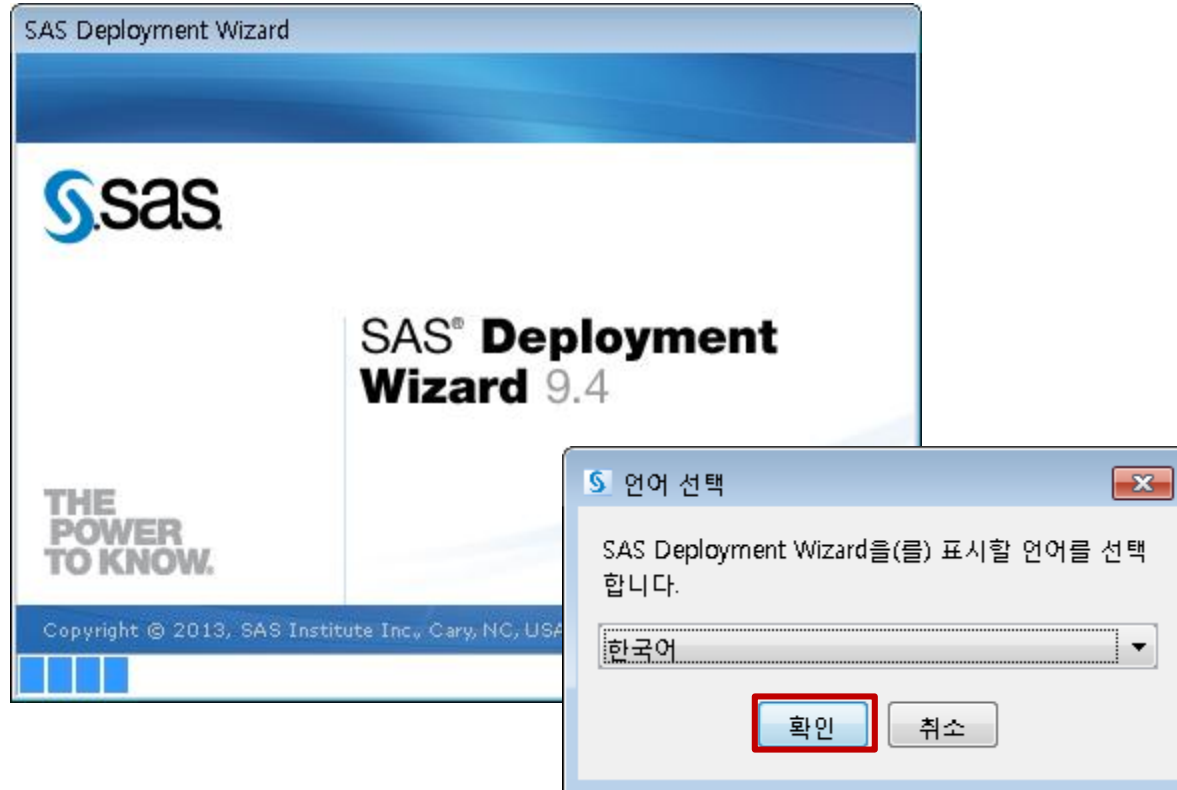 SAS Deployment Wizard
sas
SAS® Deployment
Wizard 9.4
THE
POWER
TO KNOW.
Copyright © 2013, SAS Institute Inc., Cary, NC, USA
언어 선택
SAS Deployment Wizard을(를) 표시할 언어를 선택
합니다.
한국어
확인 취소